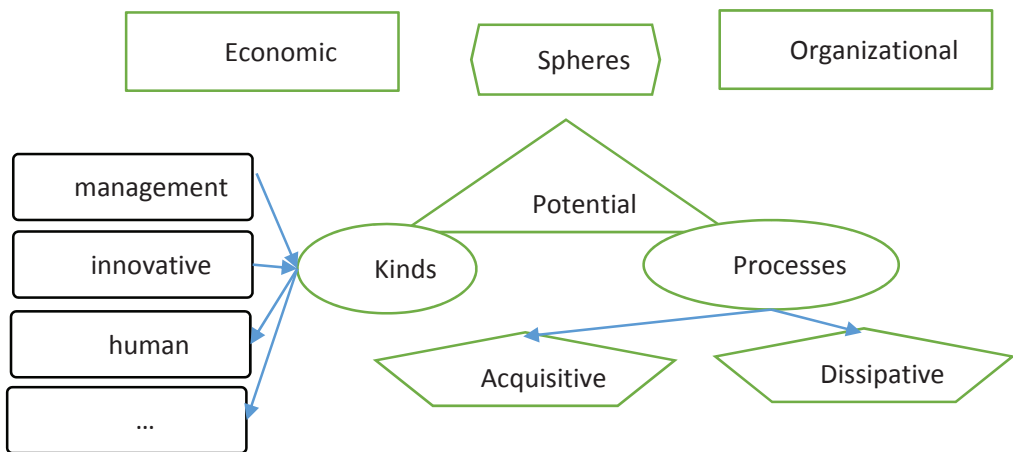 Economic
Spheres
Organizational
management
Potential
innovative
Kinds
Processes
human
Acquisitive
Dissipative
...